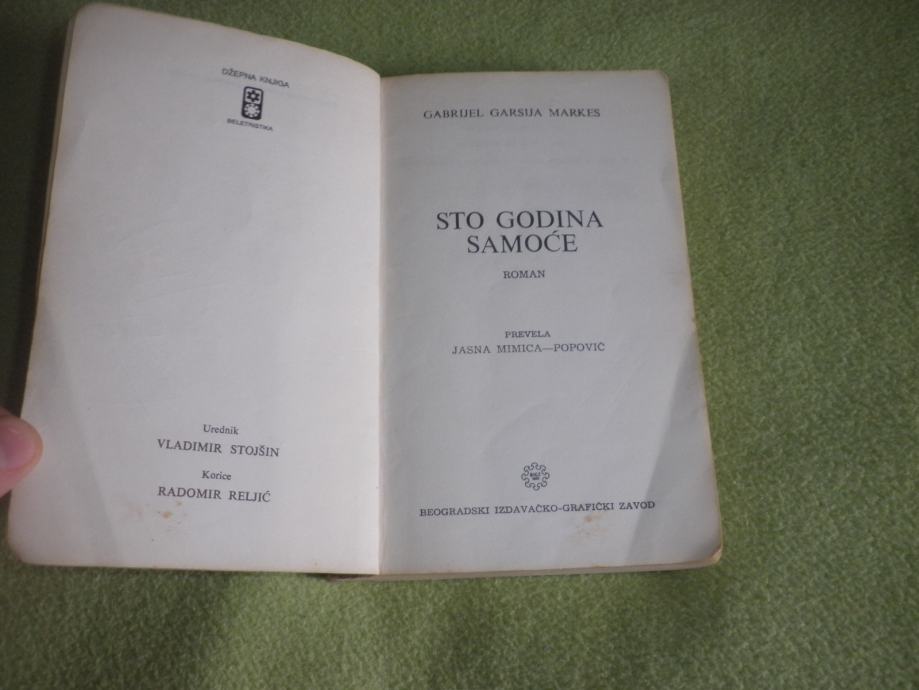 DŽEPNA KNJIGA
BELETRISTIKA
Urednik
VLADIMIR STOJŠIN
Korice
RADOMIR RELJIĆ
GABRIJEL GARSIJA MARKES
STO GODINA
SAMOĆE
ROMAN
PREVELA
JASNA MIMICA—POPOVIĆ
BEOGRADSKI IZDAVAČKO-GRAFIČKI ZAVOD